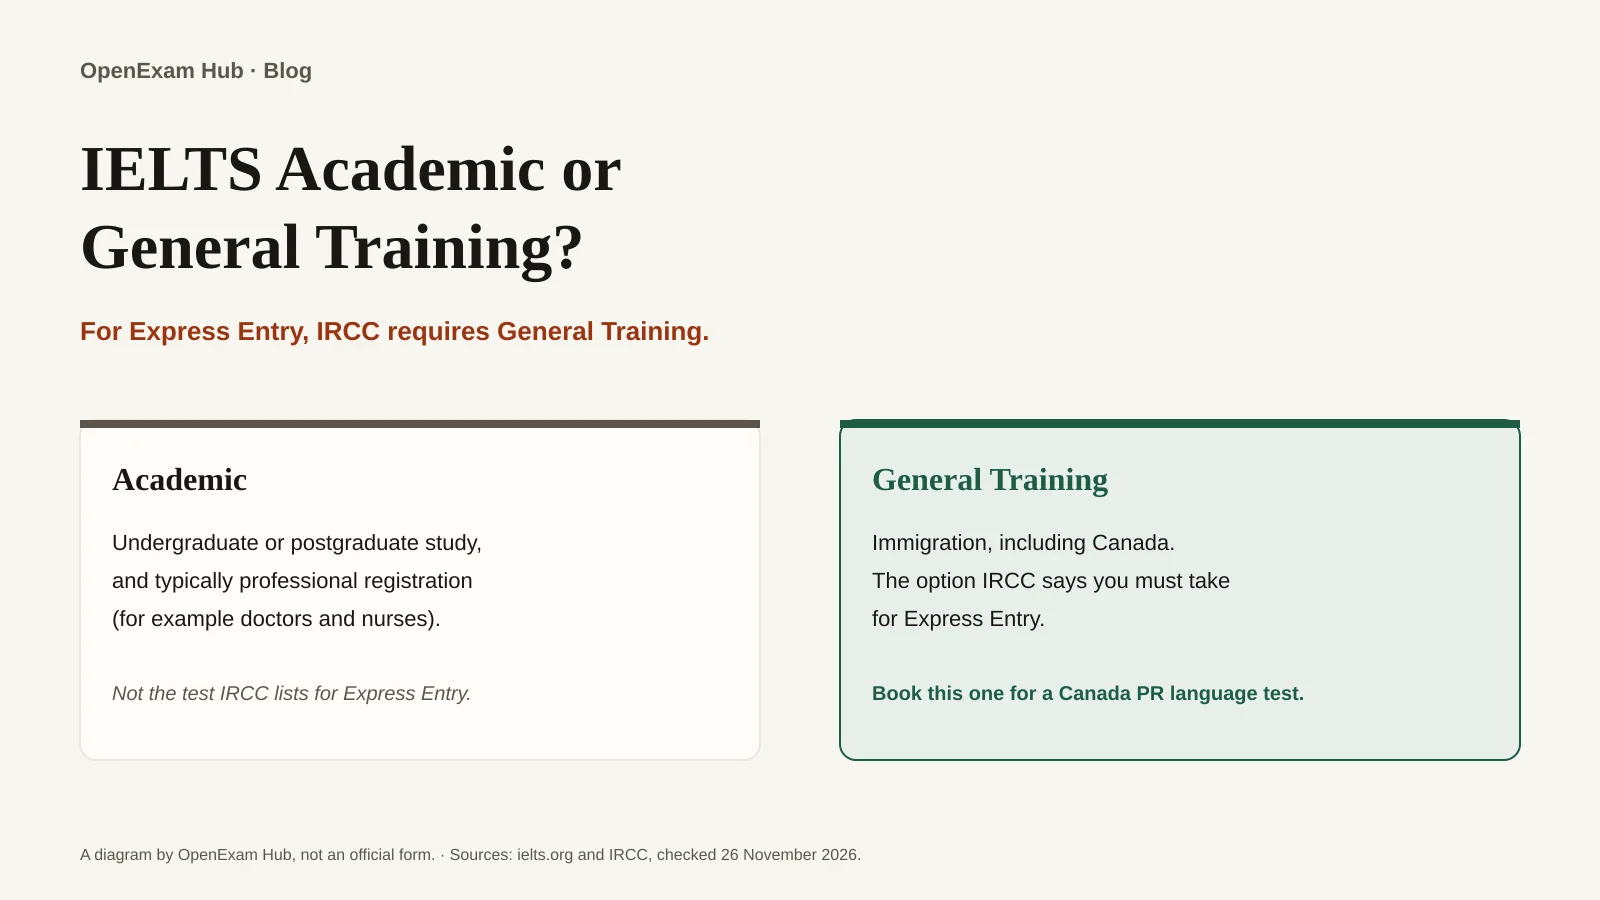 OpenExam Hub · Blog
IELTS Academic or
General Training?
For Express Entry, IRCC requires General Training.
Academic
Undergraduate or postgraduate study,
and typically professional registration
(for example doctors and nurses).
Not the test IRCC lists for Express Entry.
General Training
Immigration, including Canada.
The option IRCC says you must take
for Express Entry.
Book this one for a Canada PR language test.
A diagram by OpenExam Hub, not an official form. · Sources: ielts.org and IRCC, checked 26 November 2026.